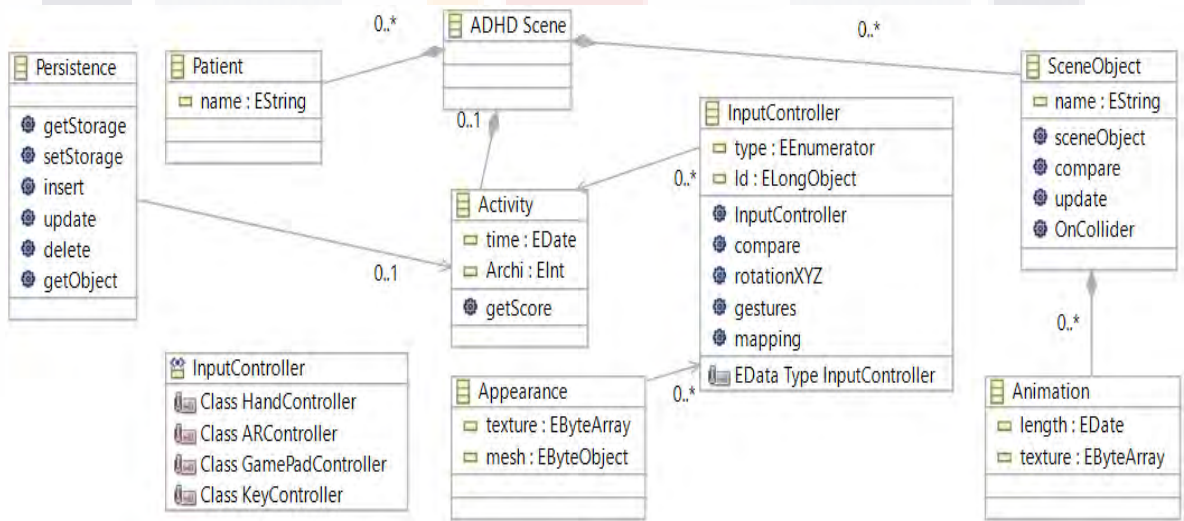 ADHD Scene
0..*
0..*
0..1
Persistence
getStorage
setStorage
insert
update
delete
getObject
Patient
name : EString
SceneObject
name : EString
sceneObject
compare
update
OnCollider
InputController
type : EEnumerator
Id : ELongObject
InputController
compare
rotationXYZ
gestures
mapping
EData Type InputController
0..*
Activity
time : EDate
Archi : EInt
getScore
0..1
InputController
Class HandController
Class ARController
Class GamePadController
Class KeyController
Appearance
texture : EByteArray
mesh : EByteObject
0..*
0..*
Animation
length : EDate
texture : EByteArray